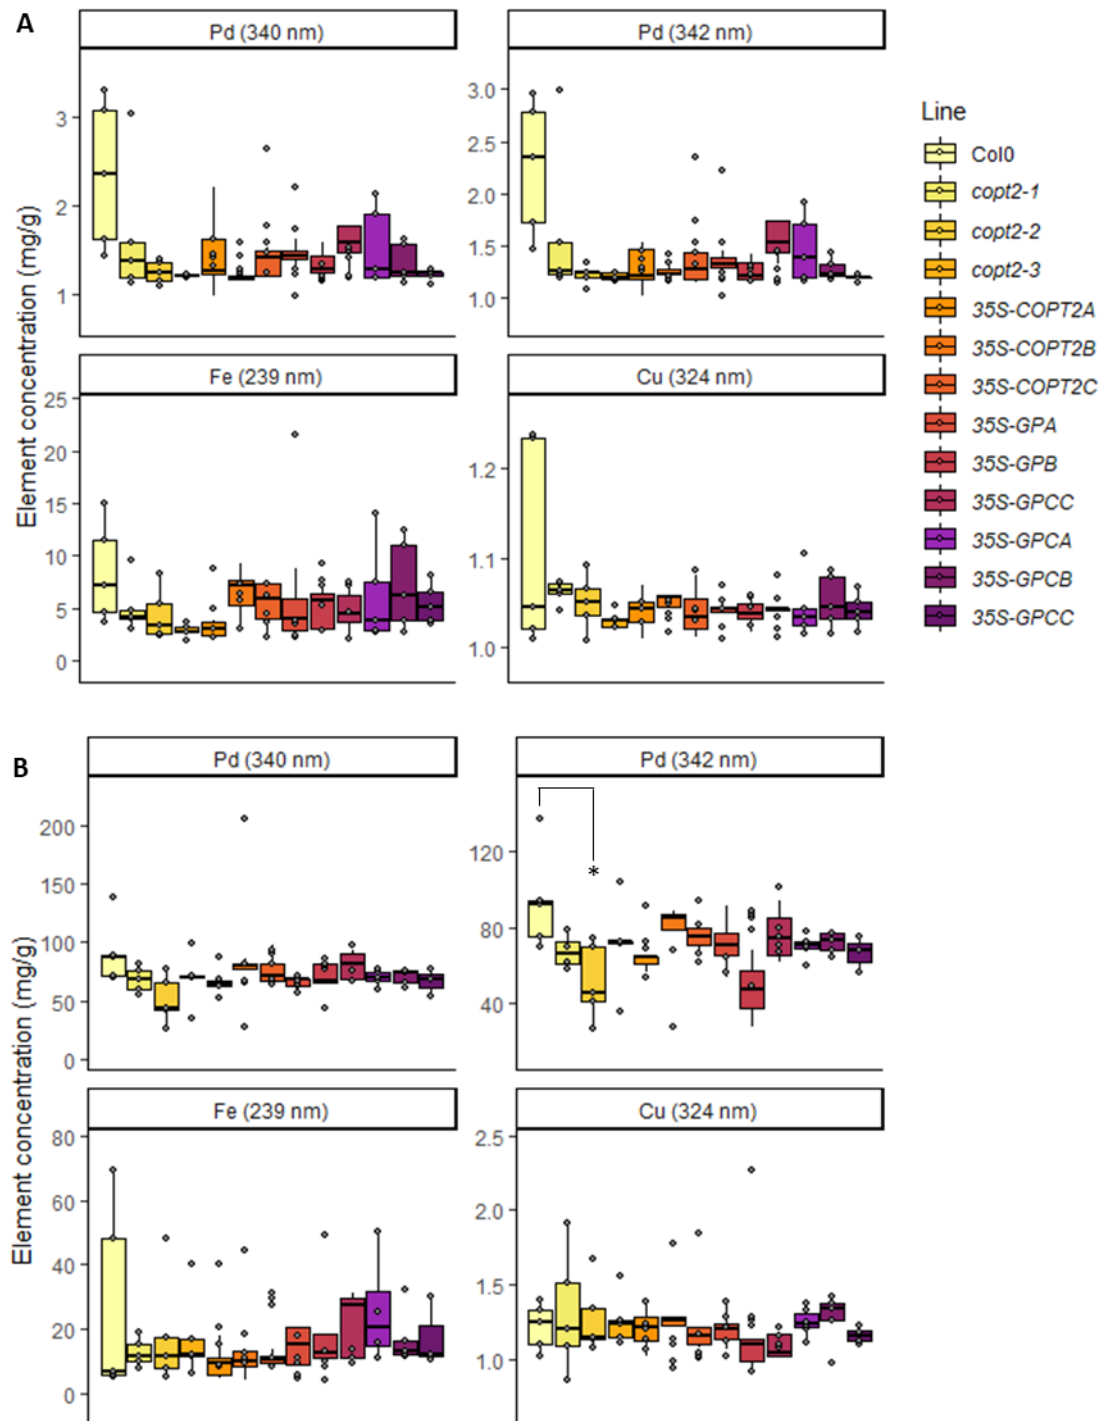 A
Pd (340 nm)
Pd (342 nm)
3
2
1
3.0
2.5
2.0
1.5
1.0
Element concentration (mg/g)
Fe (239 nm)
Cu (324 nm)
25
20
15
10
5
0
1.2
1.1
1.0
Line
Col0
copt2-1
copt2-2
copt2-3
35S-COPT2A
35S-COPT2B
35S-COPT2C
35S-GPA
35S-GPB
35S-GPCC
35S-GPCA
35S-GPCB
35S-GPCC
B
Pd (340 nm)
Pd (342 nm)
200
150
100
50
0
120
80
40
*
Element concentration (mg/g)
Fe (239 nm)
Cu (324 nm)
80
60
40
20
0
2.5
2.0
1.5
1.0